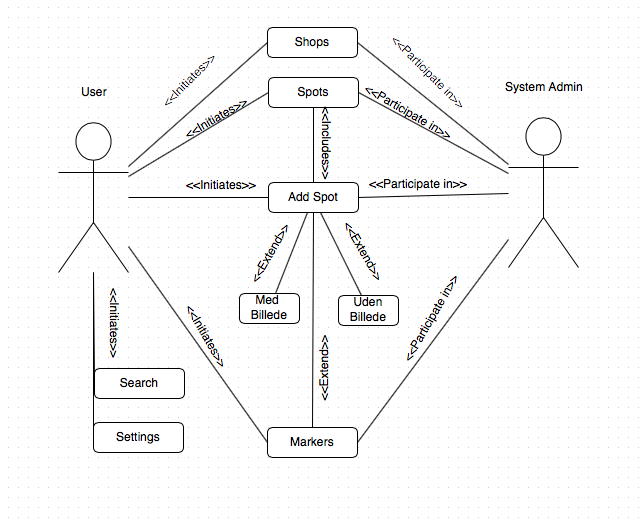 Shops
<<Initiates>>
<<Participate in>>
User
System Admin
Spots
<<Initiates>>
<<Participate in>>
<<Includes>>
<<Initiates>>
Add Spot
<<Participate in>>
<<Extend>>
<<Extend>>
Med
Billede
Uden
Billede
<<Initiates>>
<<Initiates>>
<<Extend>>
<<Participate in>>
Search
Settings
Markers